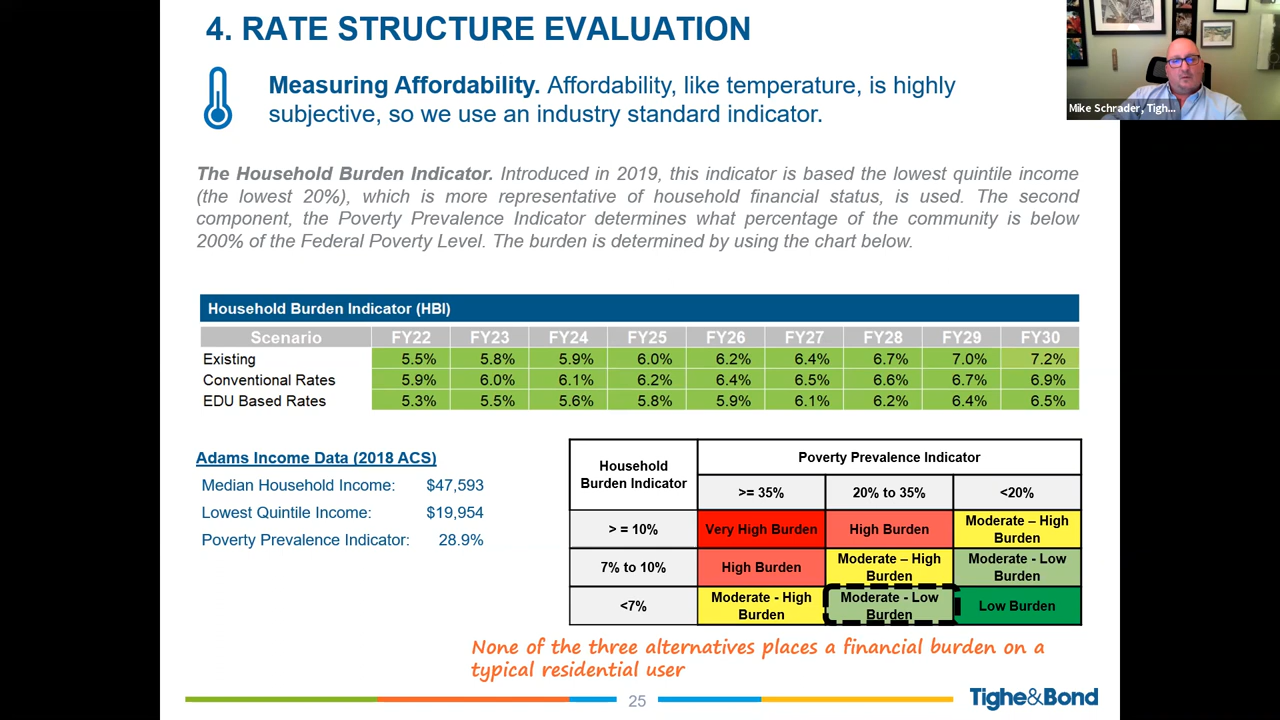 4. RATE STRUCTURE EVALUATION
Measuring Affordability. Affordability, like temperature, is highly
subjective, so we use an industry standard indicator.
Mike Schrader, Tigh...
The Household Burden Indicator. Introduced in 2019, this indicator is based the lowest quintile income
(the lowest 20%), which is more representative of household financial status, is used. The second
component, the Poverty Prevalence Indicator determines what percentage of the community is below
200% of the Federal Poverty Level. The burden is determined by using the chart below.
Household Burden Indicator (HBI)
Scenario FY22 FY23 FY24 FY25 FY26 FY27 FY28 FY29 FY30
Existing 5.5% 5.8% 5.9% 6.0% 6.2% 6.4% 6.7% 7.0% 7.2%
Conventional Rates 5.9% 6.0% 6.1% 6.2% 6.4% 6.5% 6.6% 6.7% 6.9%
EDU Based Rates 5.3% 5.5% 5.6% 5.8% 5.9% 6.1% 6.2% 6.4% 6.5%
Adams Income Data (2018 ACS)
Median Household Income: $47,593
Lowest Quintile Income: $19,954
Poverty Prevalence Indicator: 28.9%
Household
Burden Indicator
Poverty Prevalence Indicator
>= 35% 20% to 35% <20%
> = 10% Very High Burden High Burden Moderate – High
Burden
7% to 10% High Burden Moderate – High
Burden
Moderate - Low
Burden
<7% Moderate - High
Burden
Moderate - Low
Burden
Low Burden
None of the three alternatives places a financial burden on a
typical residential user
25
Tighe&Bond